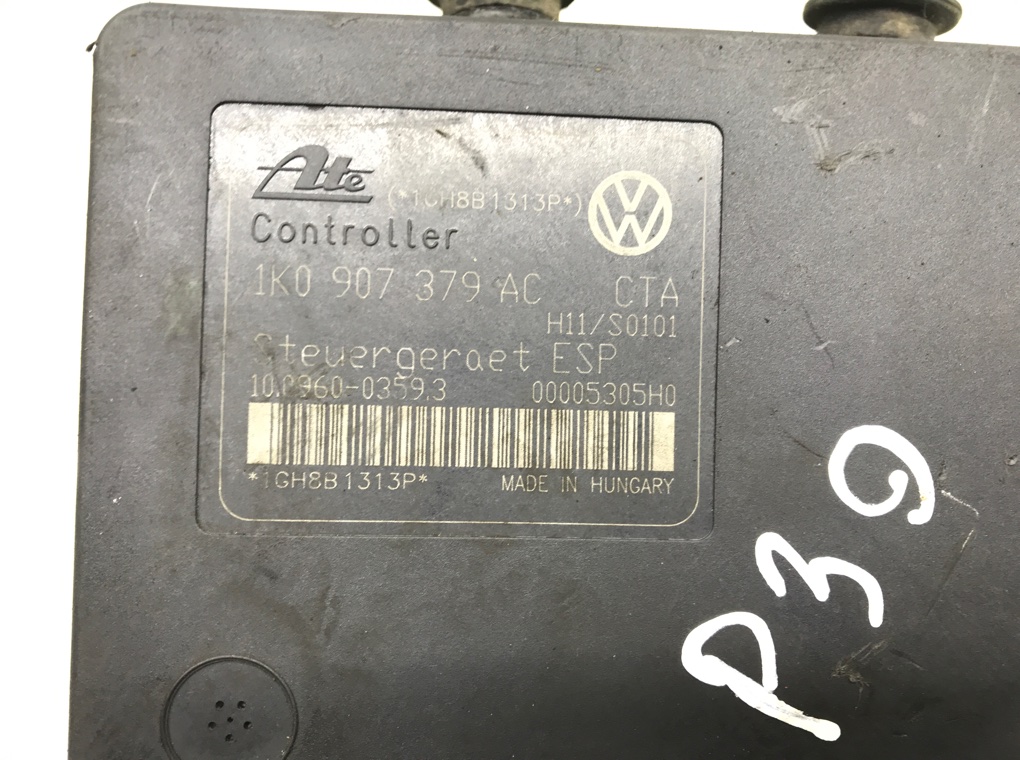 Ate
(*1GH8B1313P*)
Controller
1K0 907 379 AC CTA
H11/S0101
Steuergeraet ESP
10.0960-0359.3 00005305H0
*1GH8B1313P* MADE IN HUNGARY
P39